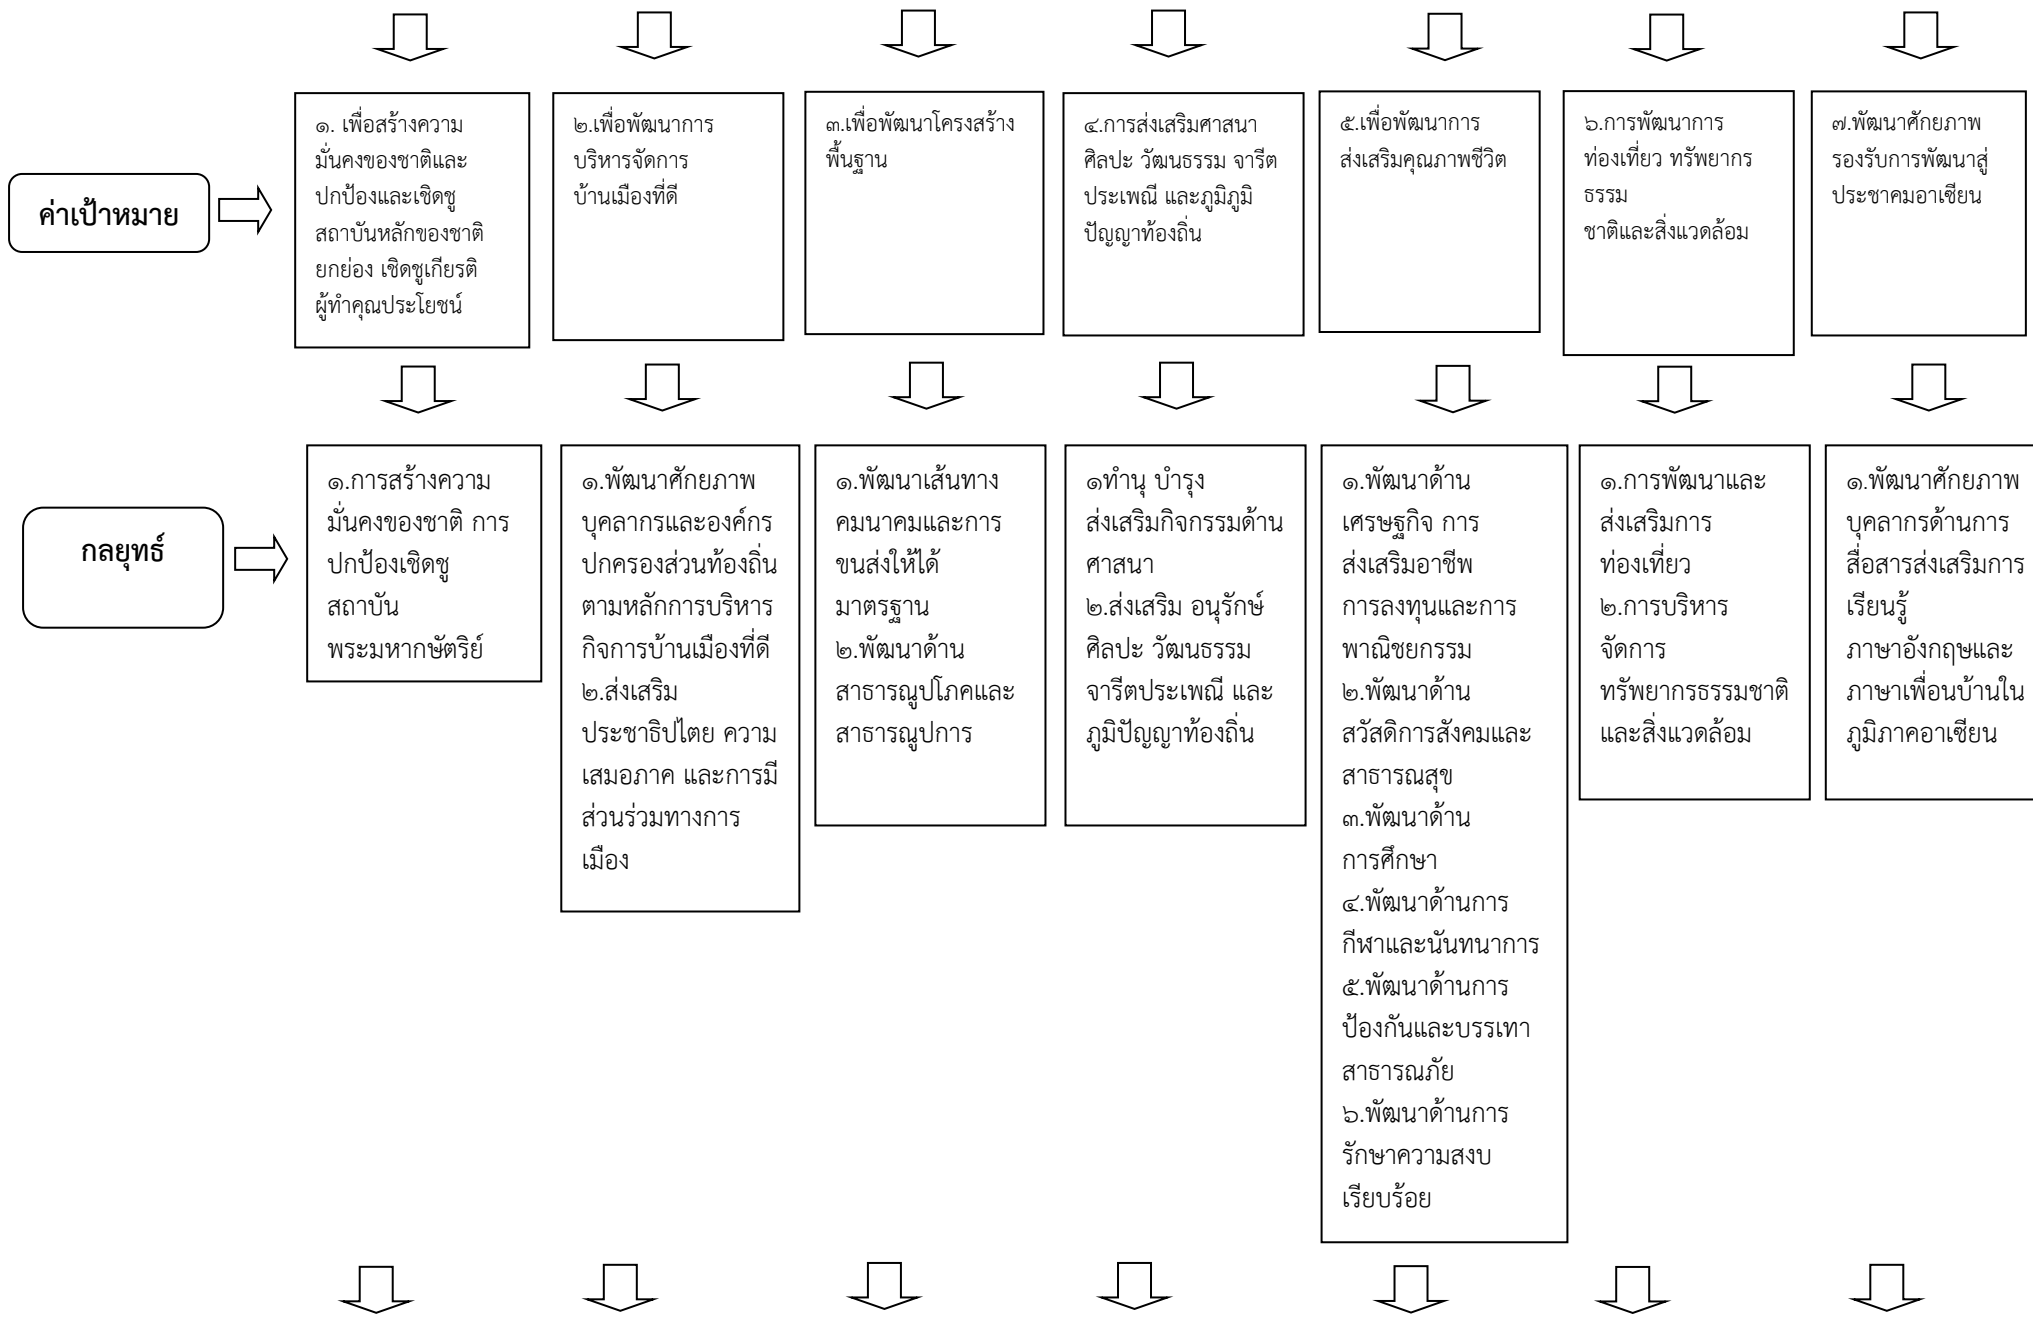 ค่าเป้าหมาย
๑. เพื่อสร้างความ
มั่นคงของชาติและ
ปกป้องและเชิดชู
สถาบันหลักของชาติ
ยกย่อง เชิดชูเกียรติ
ผู้ทำคุณประโยชน์
๒.เพื่อพัฒนาการ
บริหารจัดการ
บ้านเมืองที่ดี
๓.เพื่อพัฒนาโครงสร้าง
พื้นฐาน
๔.การส่งเสริมศาสนา
ศิลปะ วัฒนธรรม จารีต
ประเพณี และภูมิภูมิ
ปัญญาท้องถิ่น
๕.เพื่อพัฒนาการ
ส่งเสริมคุณภาพชีวิต
๖.การพัฒนาการ
ท่องเที่ยว ทรัพยากร
ธรรม
ชาติและสิ่งแวดล้อม
๗.พัฒนาศักยภาพ
รองรับการพัฒนาสู่
ประชาคมอาเซียน
กลยุทธ์
๑.การสร้างความ
มั่นคงของชาติ การ
ปกป้องเชิดชู
สถาบัน
พระมหากษัตริย์
๑.พัฒนาศักยภาพ
บุคลากรและองค์กร
ปกครองส่วนท้องถิ่น
ตามหลักการบริหาร
กิจการบ้านเมืองที่ดี
๒.ส่งเสริม
ประชาธิปไตย ความ
เสมอภาค และการมี
ส่วนร่วมทางการ
เมือง
๑.พัฒนาเส้นทาง
คมนาคมและการ
ขนส่งให้ได้
มาตรฐาน
๒.พัฒนาด้าน
สาธารณูปโภคและ
สาธารณูปการ
๑ทำนุ บำรุง
ส่งเสริมกิจกรรมด้าน
ศาสนา
๒.ส่งเสริม อนุรักษ์
ศิลปะ วัฒนธรรม
จารีตประเพณี และ
ภูมิปัญญาท้องถิ่น
๑.พัฒนาด้าน
เศรษฐกิจ การ
ส่งเสริมอาชีพ
การลงทุนและการ
พาณิชยกรรม
๒.พัฒนาด้าน
สวัสดิการสังคมและ
สาธารณสุข
๓.พัฒนาด้าน
การศึกษา
๔.พัฒนาด้านการ
กีฬาและนันทนาการ
๕.พัฒนาด้านการ
ป้องกันและบรรเทา
สาธารณภัย
๖.พัฒนาด้านการ
รักษาความสงบ
เรียบร้อย
๑.การพัฒนาและ
ส่งเสริมการ
ท่องเที่ยว
๒.การบริหาร
จัดการ
ทรัพยากรธรรมชาติ
และสิ่งแวดล้อม
๑.พัฒนาศักยภาพ
บุคลากรด้านการ
สื่อสารส่งเสริมการ
เรียนรู้
ภาษาอังกฤษและ
ภาษาเพื่อนบ้านใน
ภูมิภาคอาเซียน